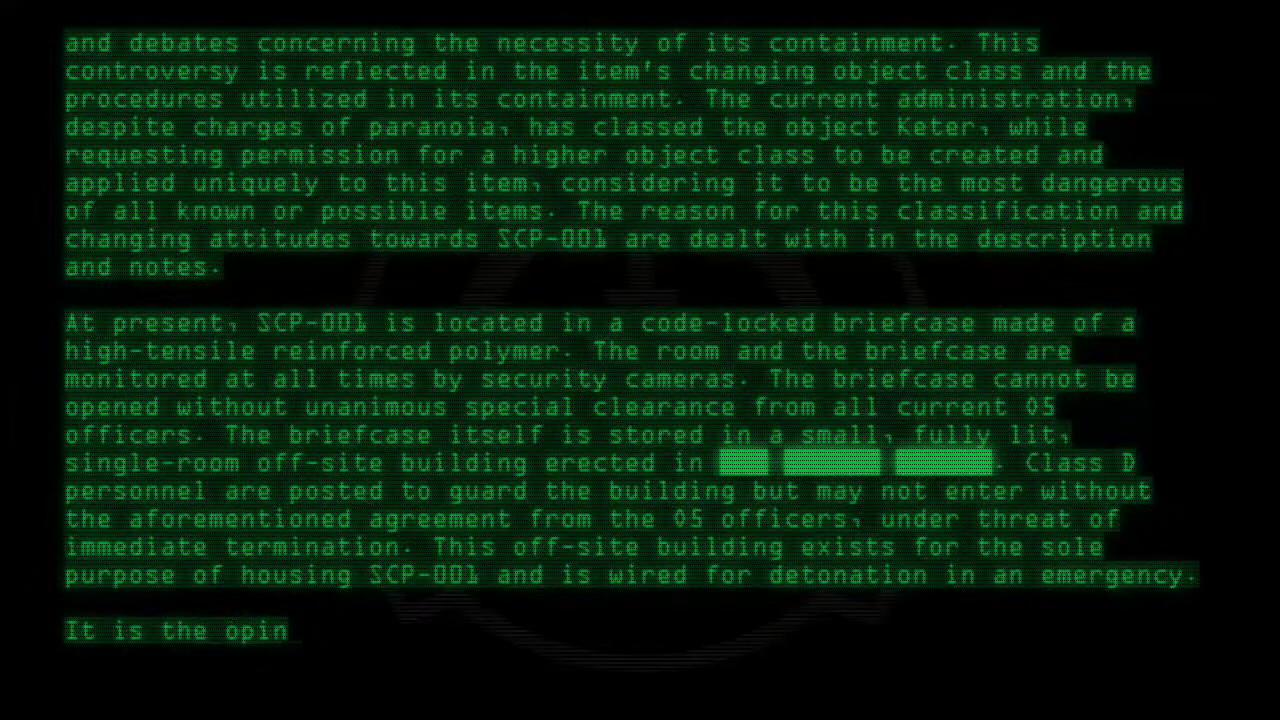 and debates concerning the necessity of its containment. This
controversy is reflected in the item's changing object class and the
procedures utilized in its containment. The current administration,
despite charges of paranoia, has classed the object Keter, while
requesting permission for a higher object class to be created and
applied uniquely to this item, considering it to be the most dangerous
of all known or possible items. The reason for this classification and
changing attitudes towards SCP-001 are dealt with in the description
and notes.
At present, SCP-001 is located in a code-locked briefcase made of a
high-tensile reinforced polymer. The room and the briefcase are
monitored at all times by security cameras. The briefcase cannot be
opened without unanimous special clearance from all current O5
officers. The briefcase itself is stored in a small, fully lit,
single-room off-site building erected in ███ ██████ ██████. Class D
personnel are posted to guard the building but may not enter without
the aforementioned agreement from the O5 officers, under threat of
immediate termination. This off-site building exists for the sole
purpose of housing SCP-001 and is wired for detonation in an emergency.
It is the opin